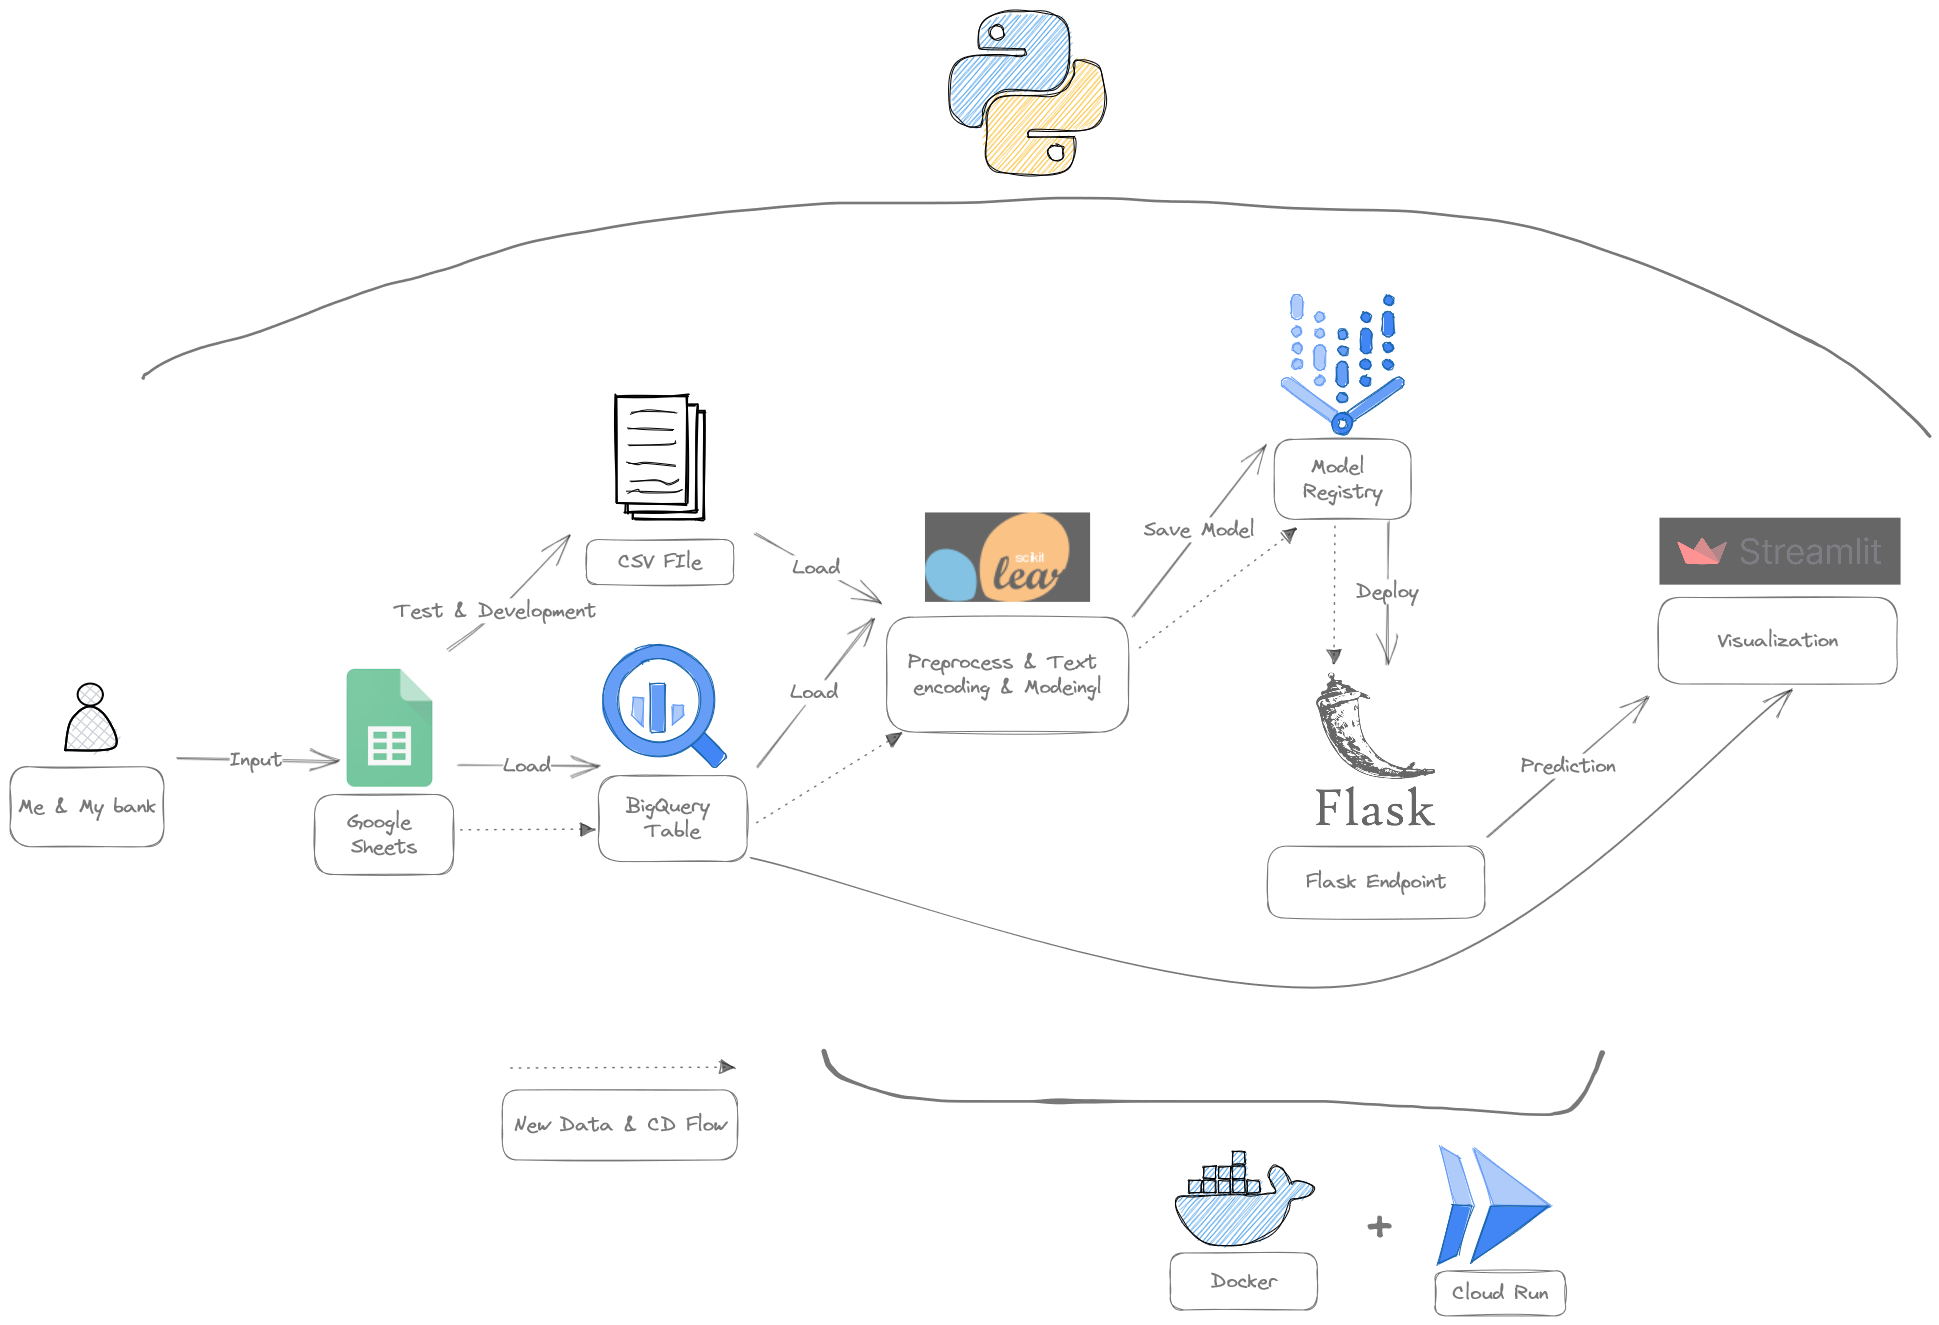 CSV FIle
Test & Development
Load
Me & My bank
Input
Google
Sheets
Load
BigQuery
Table
Load
scikit
lear
Preprocess & Text
encoding & Modeingl
Save Model
Model
Registry
Deploy
Flask
Flask Endpoint
Prediction
Streamlit
Visualization
New Data & CD Flow
Docker
+
Cloud Run